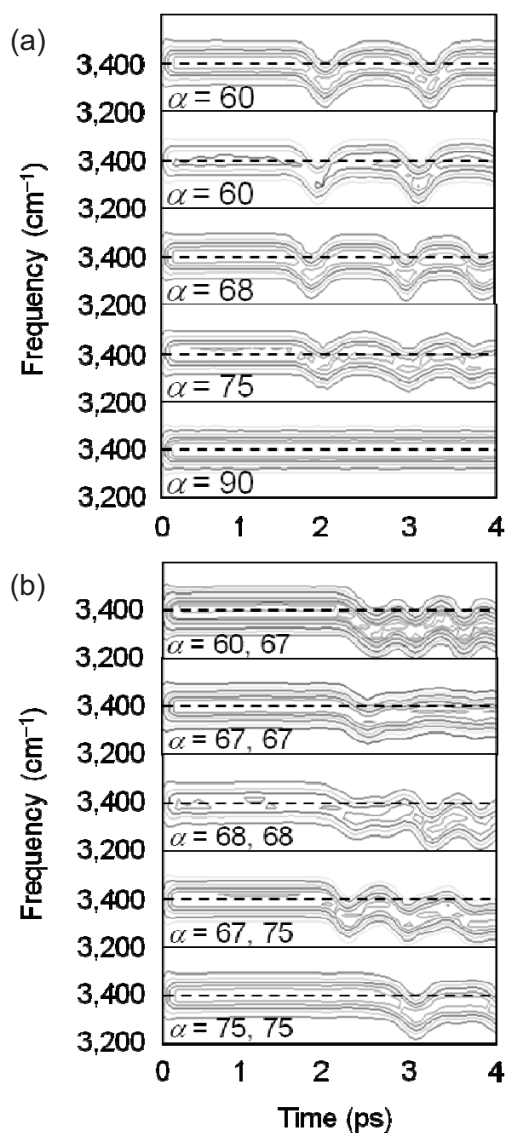 (a)
Frequency (cm⁻¹)
3,400
3,200
α = 60
3,400
3,200
α = 60
3,400
3,200
α = 68
3,400
3,200
α = 75
3,400
3,200
α = 90
0 1 2 3 4
(b)
Frequency (cm⁻¹)
3,400
3,200
α = 60, 67
3,400
3,200
α = 67, 67
3,400
3,200
α = 68, 68
3,400
3,200
α = 67, 75
3,400
3,200
α = 75, 75
0 1 2 3 4
Time (ps)